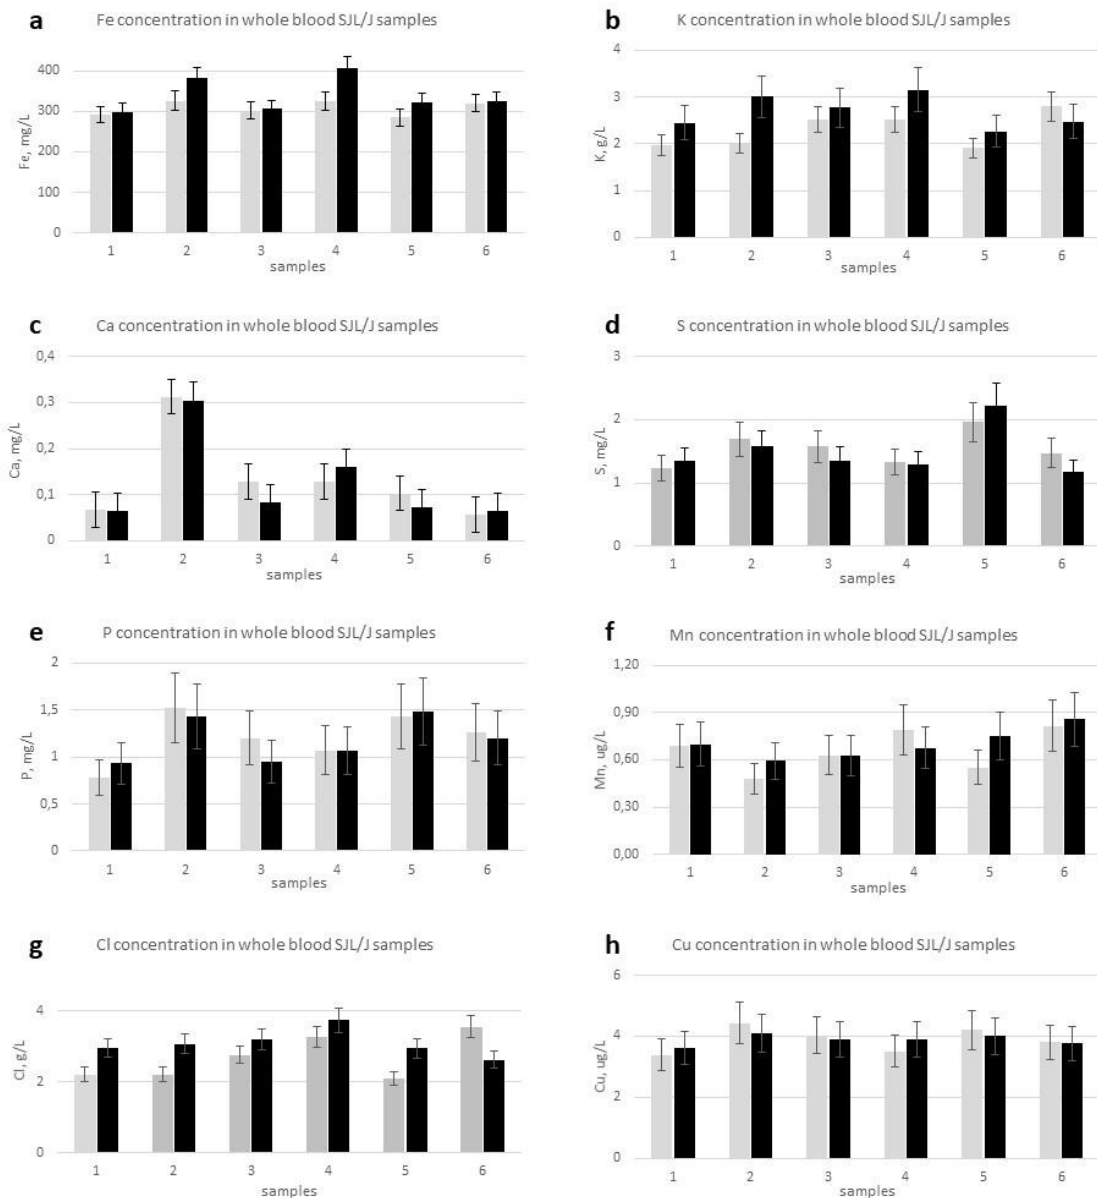 a Fe concentration in whole blood SJL/J samples
Fe, mg/L
400
300
200
100
0
1 2 3 4 5 6
samples
b K concentration in whole blood SJL/J samples
K, g/L
4
3
2
1
0
1 2 3 4 5 6
samples
c Ca concentration in whole blood SJL/J samples
Ca, mg/L
0,4
0,3
0,2
0,1
0
1 2 3 4 5 6
samples
d S concentration in whole blood SJL/J samples
S, mg/L
3
2
1
0
1 2 3 4 5 6
samples
e P concentration in whole blood SJL/J samples
P, mg/L
2
1,5
1
0,5
0
1 2 3 4 5 6
samples
f Mn concentration in whole blood SJL/J samples
Mn, ug/L
1,20
0,90
0,60
0,30
0,00
1 2 3 4 5 6
samples
g Cl concentration in whole blood SJL/J samples
Cl, g/L
4
2
0
1 2 3 4 5 6
samples
h Cu concentration in whole blood SJL/J samples
Cu, ug/L
6
4
2
0
1 2 3 4 5 6
samples